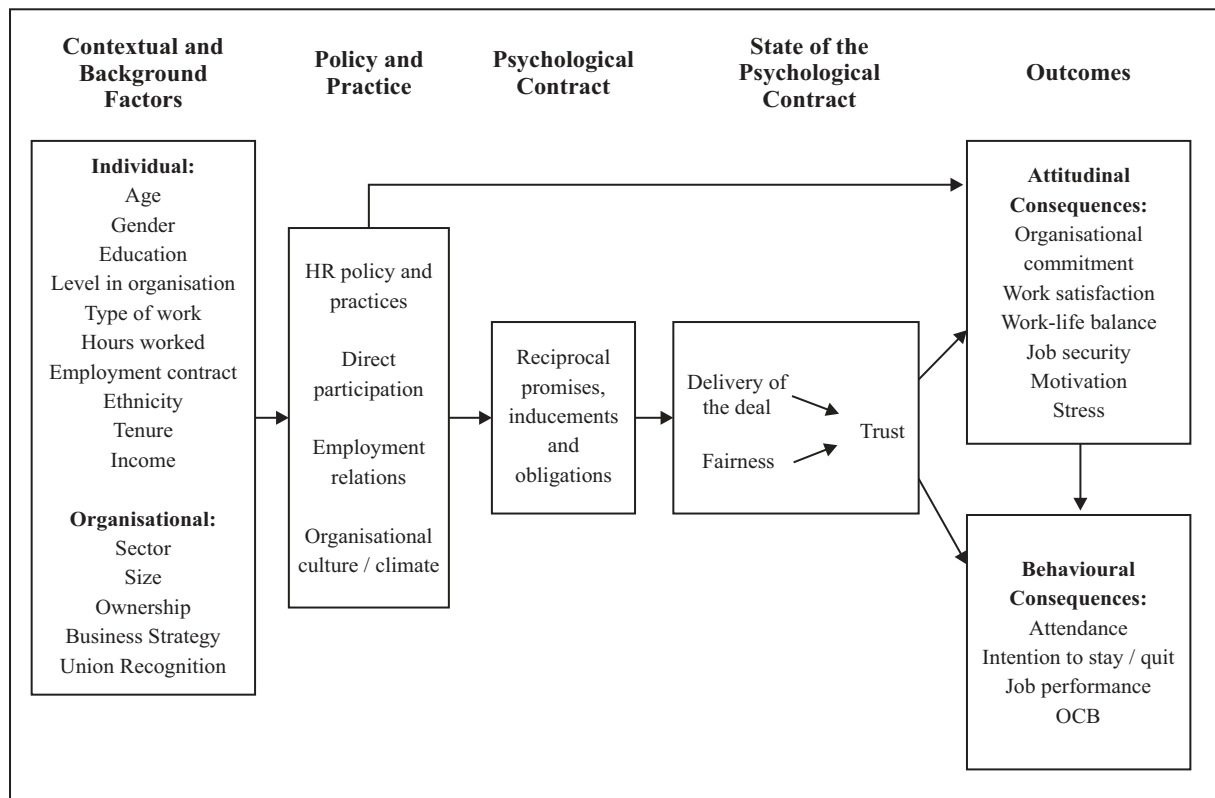 Contextual and
Background
Factors
Policy and
Practice
Psychological
Contract
State of the
Psychological
Contract
Outcomes
Individual:
Age
Gender
Education
Level in organisation
Type of work
Hours worked
Employment contract
Ethnicity
Tenure
Income
Organisational:
Sector
Size
Ownership
Business Strategy
Union Recognition
HR policy and
practices
Direct
participation
Employment
relations
Organisational
culture / climate
Reciprocal
promises,
inducements
and
obligations
Delivery of
the deal
Fairness
Trust
Attitudinal
Consequences:
Organisational
commitment
Work satisfaction
Work-life balance
Job security
Motivation
Stress
Behavioural
Consequences:
Attendance
Intention to stay / quit
Job performance
OCB